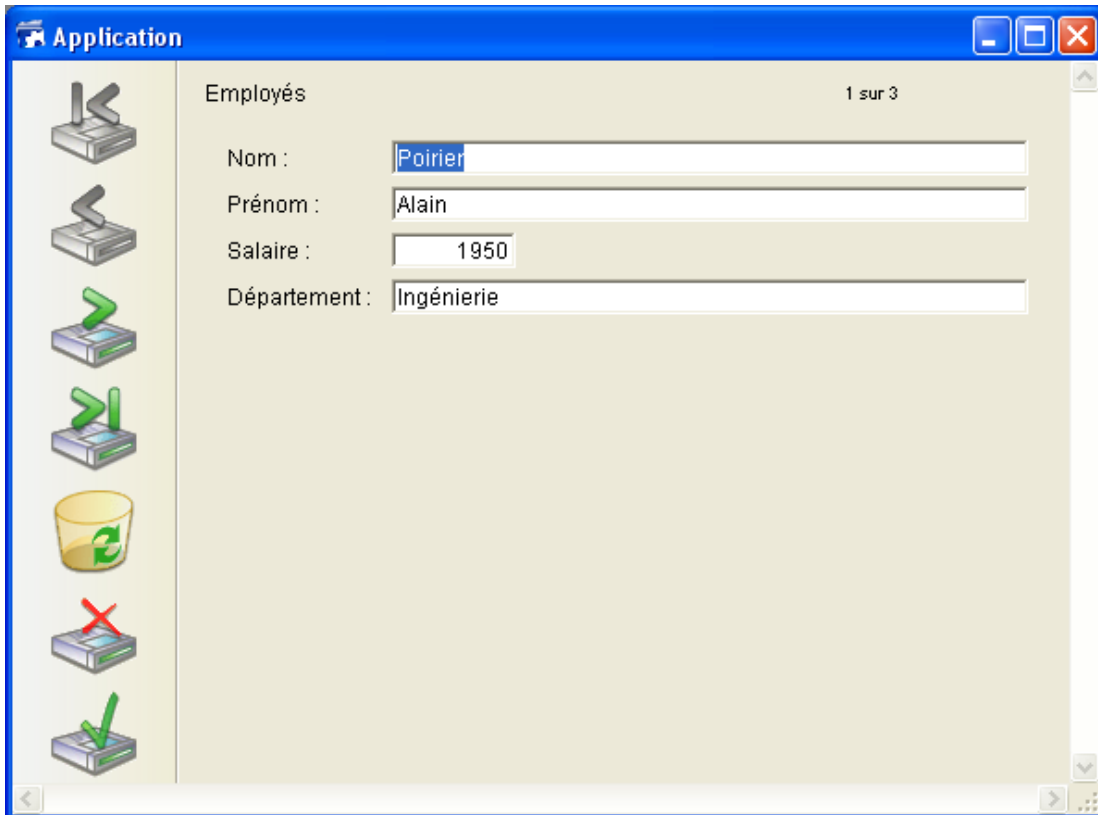 Application
Employés 1 sur 3
Nom : Poirier
Prénom : Alain
Salaire : 1950
Département : Ingénierie